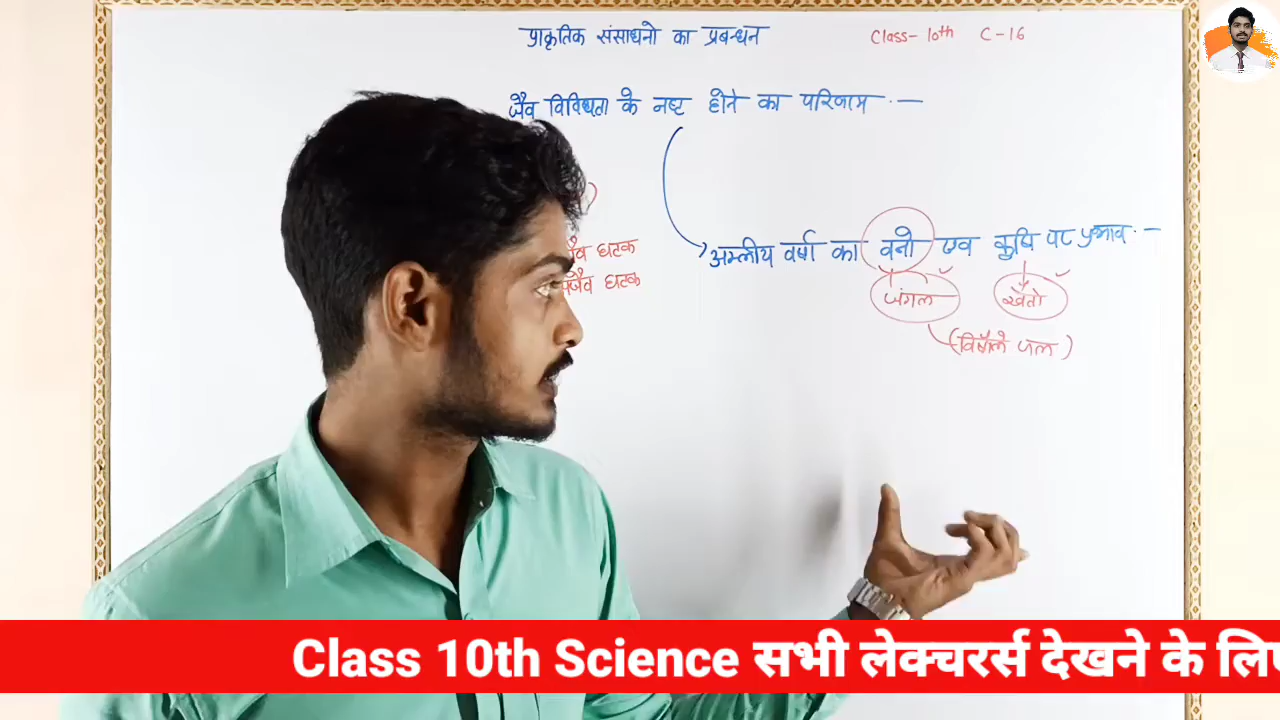 प्राकृतिक संसाधनो का प्रबन्धन
Class- 10th C-16
जैव विविधता के नष्ट होने का परिणाम :—
जैव घटक
अजैव घटक
अम्लीय वर्षा का वनो एव कृषि पर प्रभाव :—
जंगल
खेतो
(विषैले जल)
Class 10th Science सभी लेक्चरर्स देखने के लिए